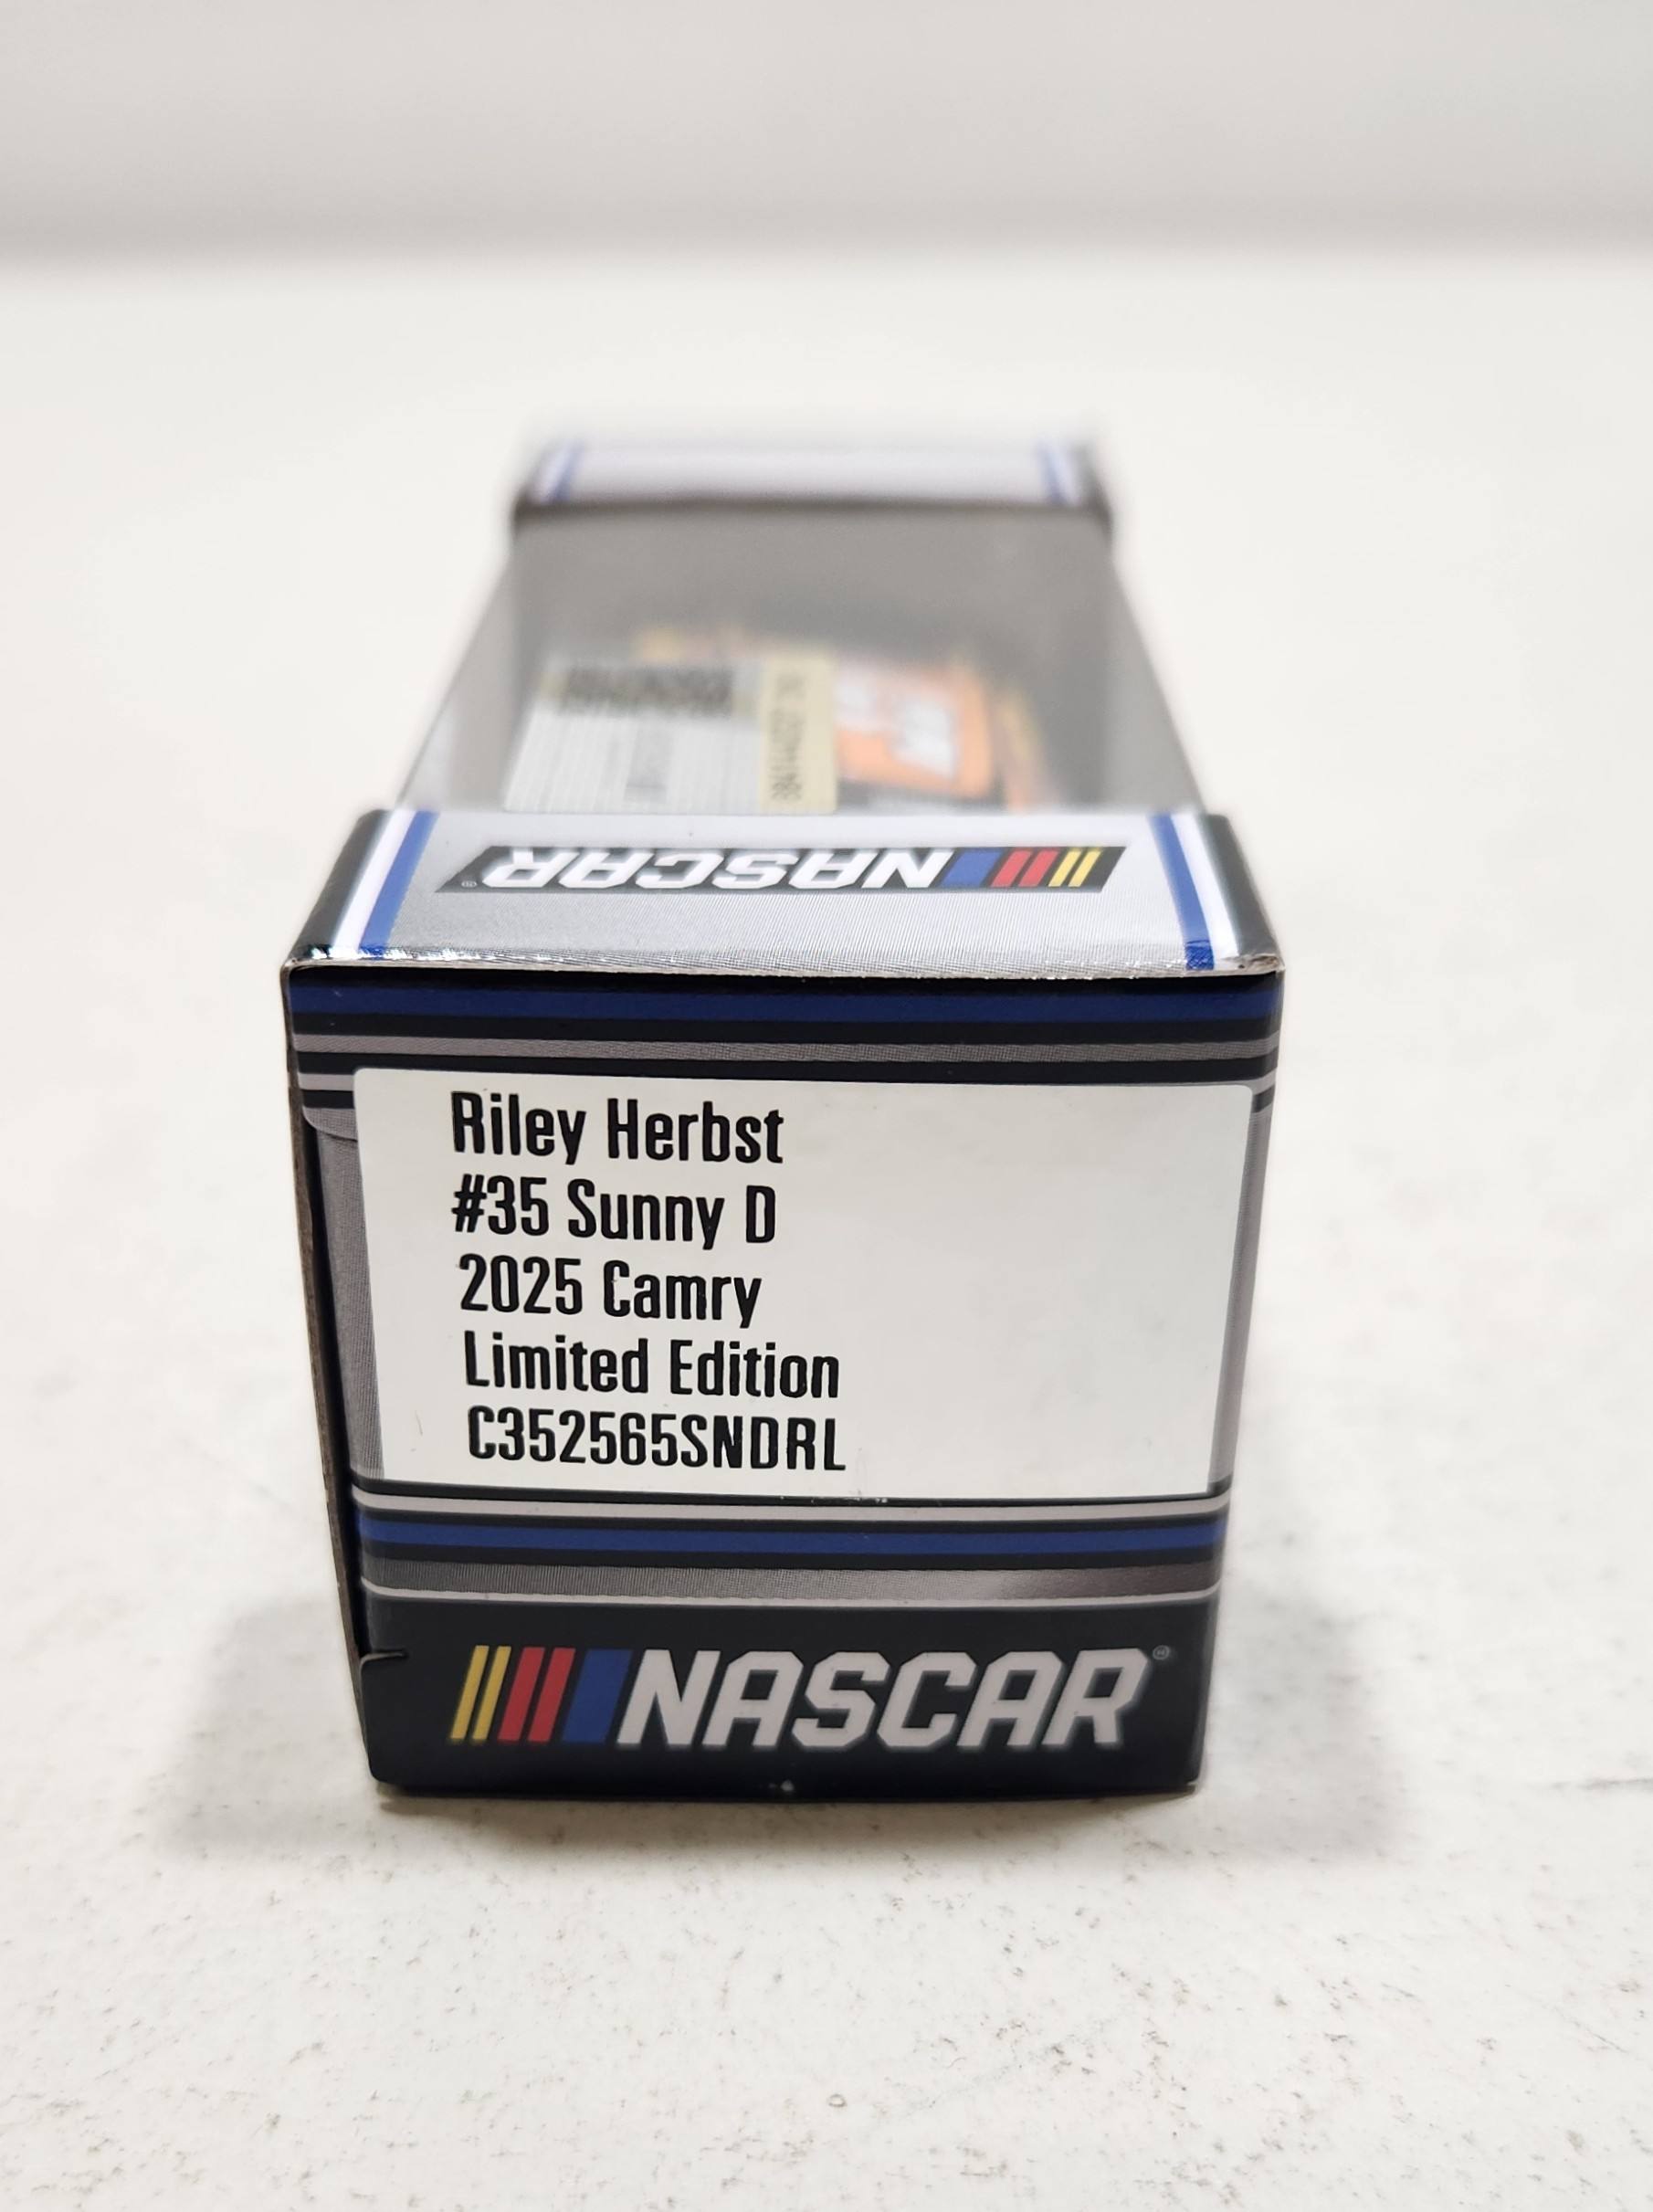 NASCAR
Riley Herbst
#35 Sunny D
2025 Camry
Limited Edition
C352565SNDRL
NASCAR®